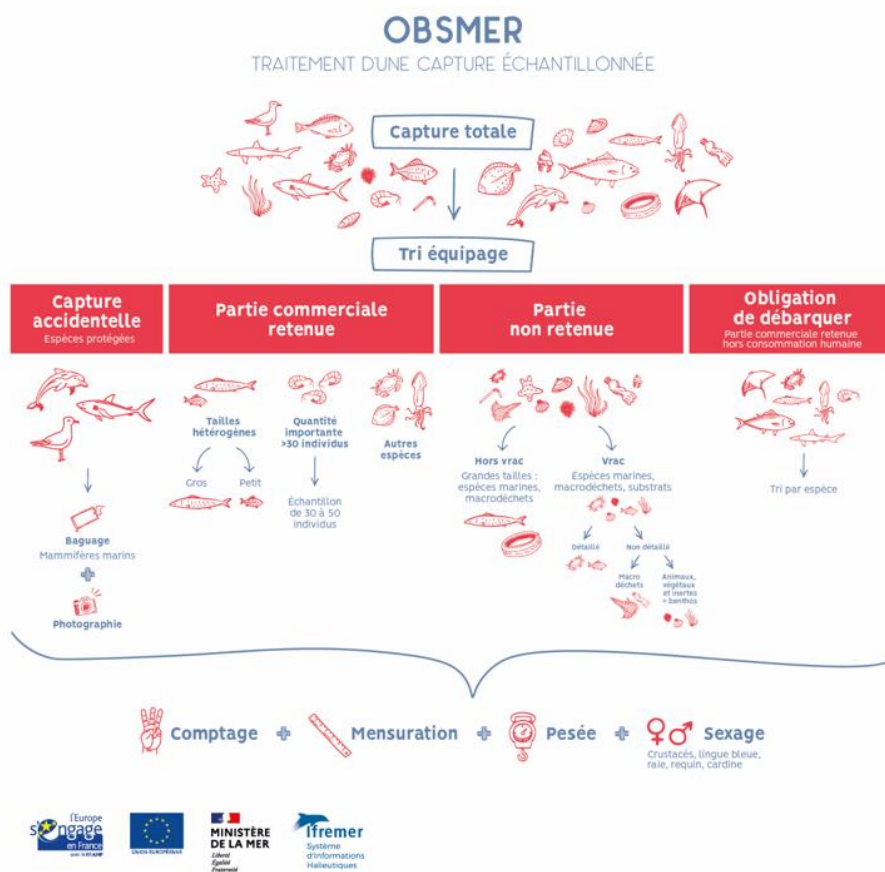 OBSMER
TRAITEMENT D'UNE CAPTURE ÉCHANTILLONNÉE
Capture totale
Tri équipage
Capture
accidentelle
Espèces protégées
Partie commerciale
retenue
Partie
non retenue
Obligation
de débarquer
Partie commerciale retenue
hors consommation humaine
Tailles
hétérogènes
Gros
Petit
Quantité
importante
>30 individus
Échantillon
de 30 à 50
individus
Autres
espèces
Hors vrac
Grandes tailles :
espèces marines,
macrodéchets
Vrac
Espèces marines,
macrodéchets, substrats
Détaillé
Non détaillé
Macro
déchets
Animaux,
végétaux
et inertes
= benthos
Tri par espèce
Baguage
Mammifères marins
Photographie
Comptage
Mensuration
Pesée
Sexage
Crustacés, lingue bleue,
raie, requin, cardine
l'Europe
s'engage
en France
UNION EUROPÉENNE
MINISTÈRE
DE LA MER
Liberté
Égalité
Fraternité
Ifremer
Système
d'Informations
Halieutiques